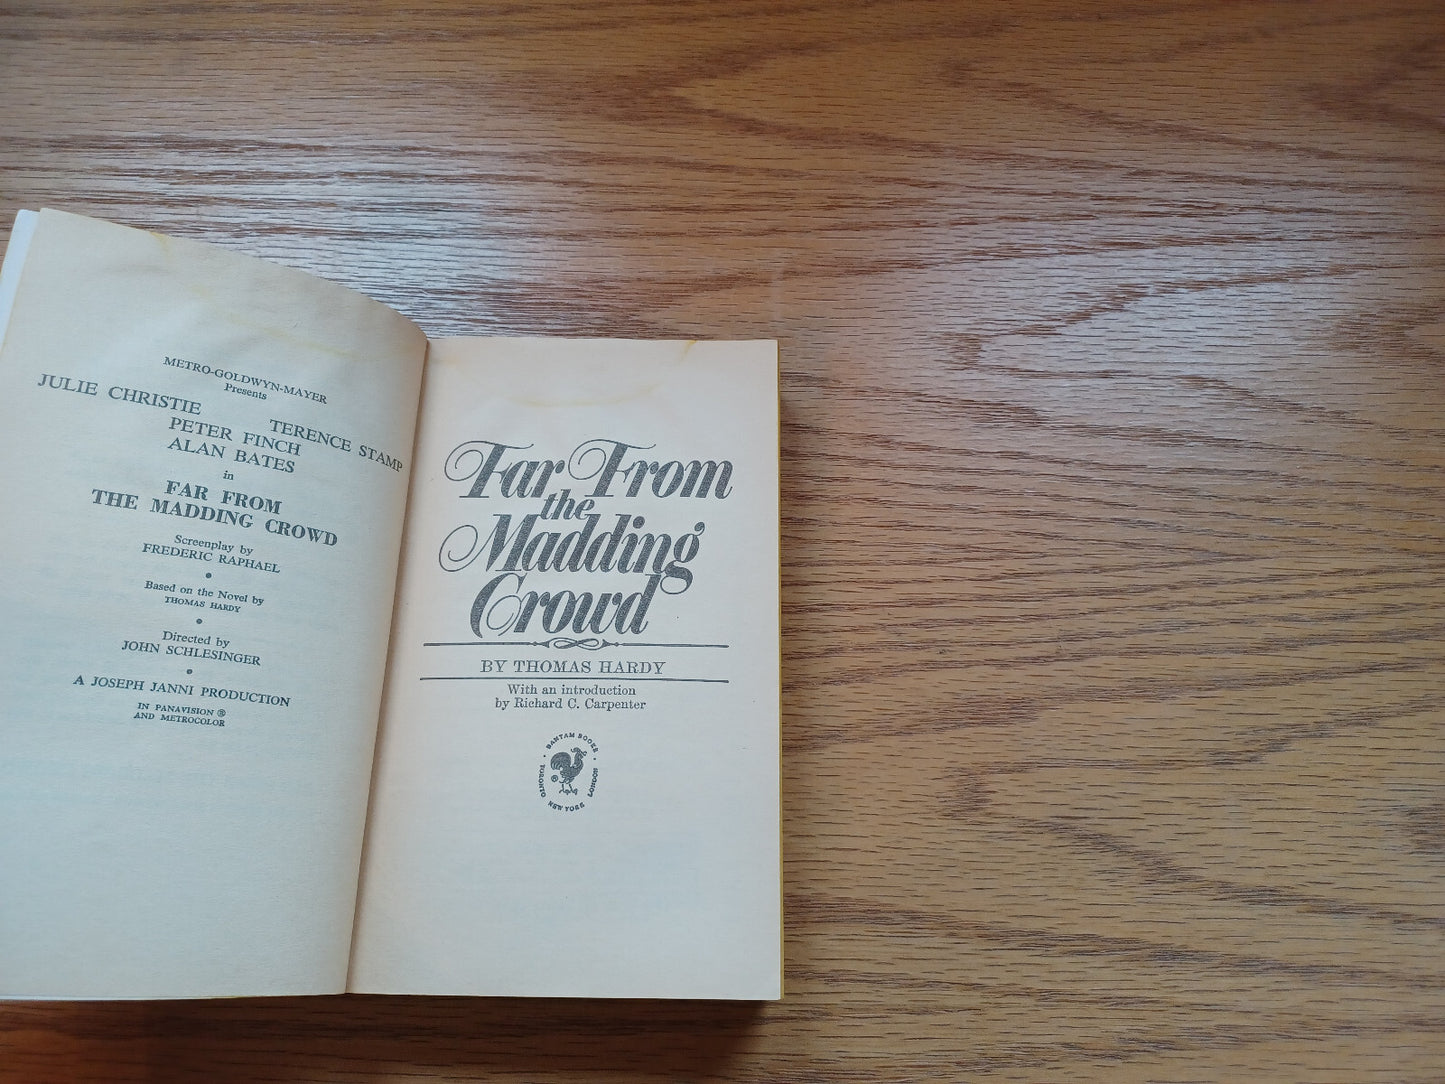 METRO-GOLDWYN-MAYER
Presents
JULIE CHRISTIE
TERENCE STAMP
PETER FINCH
ALAN BATES
in
FAR FROM
THE MADDING CROWD
Screenplay by
FREDERIC RAPHAEL
•
Based on the Novel by
THOMAS HARDY
•
Directed by
JOHN SCHLESINGER
•
A JOSEPH JANNI PRODUCTION
IN PANAVISION ®
AND METROCOLOR
Far From
the
Madding
Crowd
BY THOMAS HARDY
With an introduction
by Richard C. Carpenter
BANTAM BOOKS
TORONTO · NEW YORK · LONDON
®